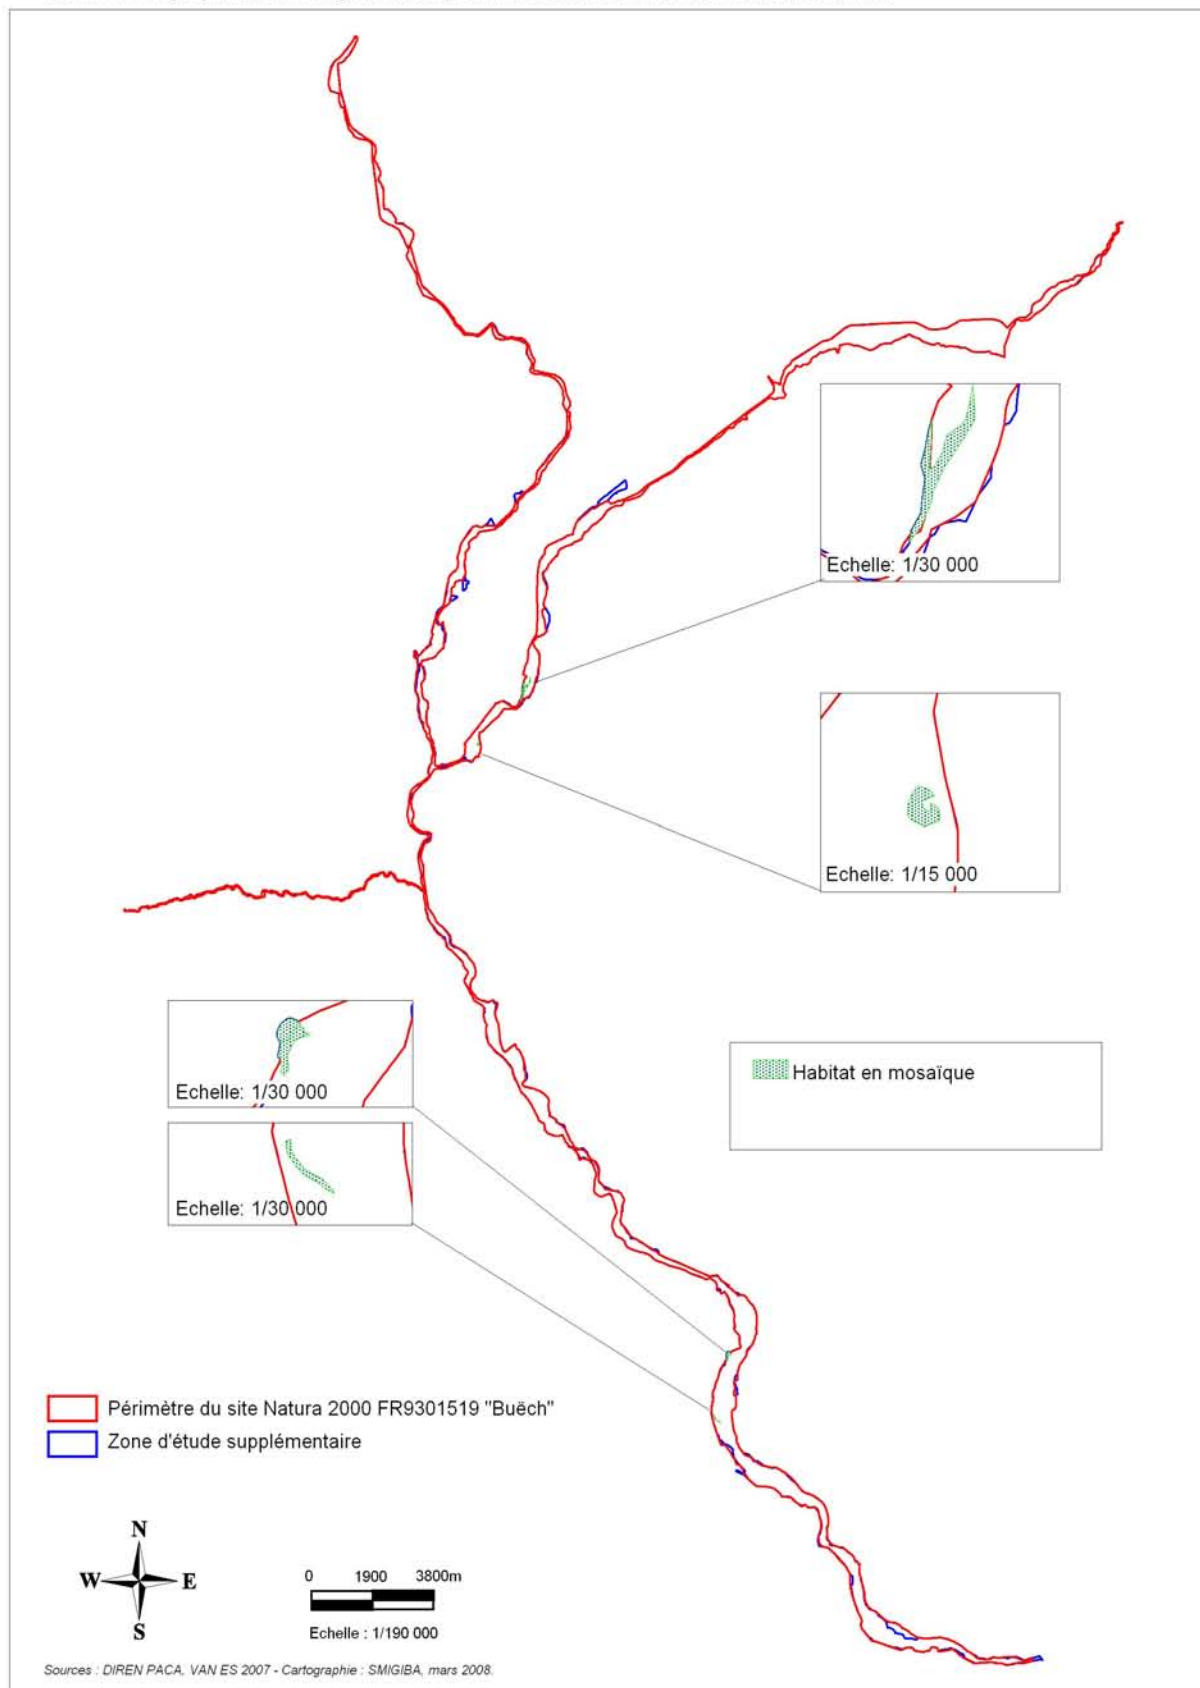 Echelle: 1/30 000
Echelle: 1/15 000
Echelle: 1/30 000
Habitat en mosaïque
Echelle: 1/30 000
Périmètre du site Natura 2000 FR9301519 "Buëch"
Zone d'étude supplémentaire
N
W E
S
0 1900 3800m
Echelle : 1/190 000
Sources : DIREN PACA, VAN ES 2007 - Cartographie : SMIGIBA, mars 2008.